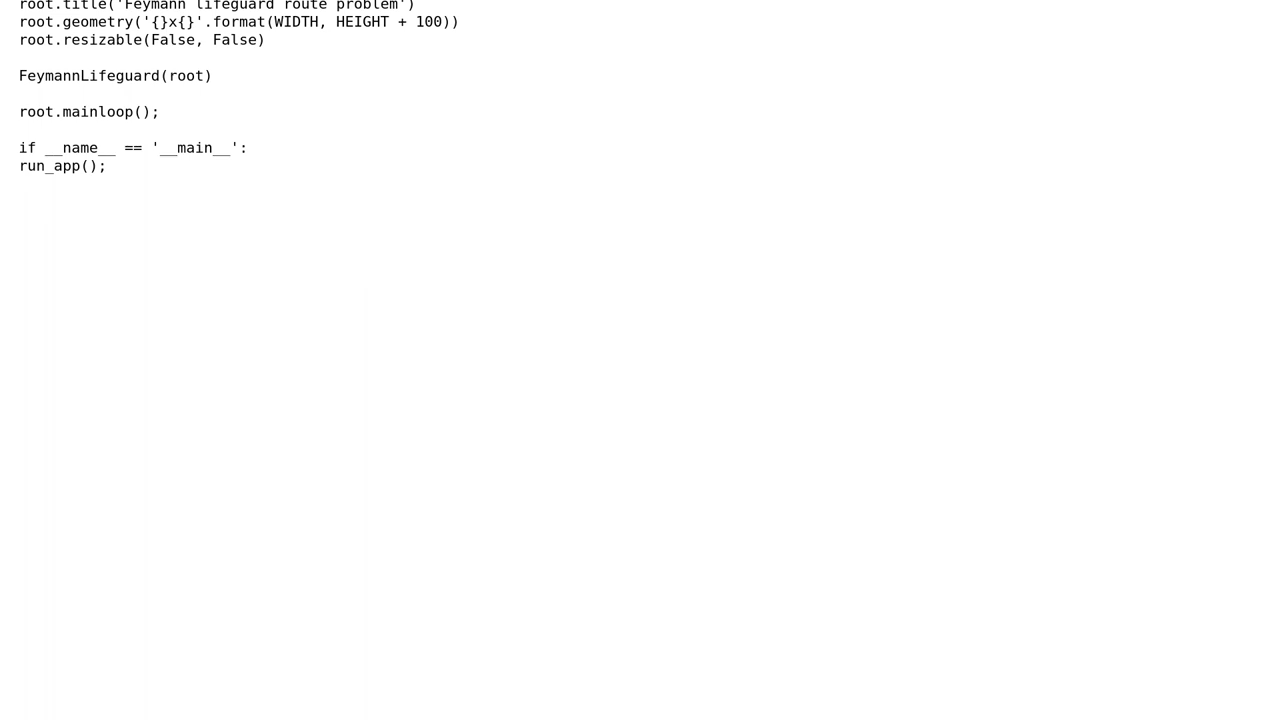 root.title('Feymann lifeguard route problem')
root.geometry('{}x{}'.format(WIDTH, HEIGHT + 100))
root.resizable(False, False)
FeymannLifeguard(root)
root.mainloop();
if __name__ == '__main__':
run_app();